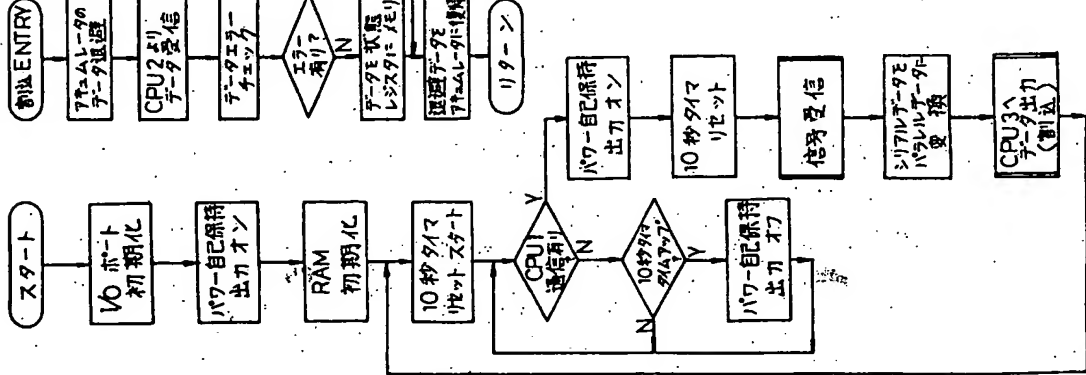 スタート
I/Oポート
初期化
パワー自己保持
出力 オン
RAM
初期化
10秒タイマ
リセット スタート
CPU1
通信有り
Y
N
10秒タイマ
タイムアップ
N
Y
パワー自己保持
出力 オフ
パワー自己保持
出力 オン
10秒タイマ
リセット
信号受信
シリアルデータを
パラレルデータに
変 換
CPU3へ
データ出力
(割込)
割込ENTRY
アキュムレータの
データ退避
CPU2より
データ受信
データエラー
チェック
エラー
有り?
N
データを状態
レジスタにメモリ
退避データを
アキュムレータに復帰
リターン